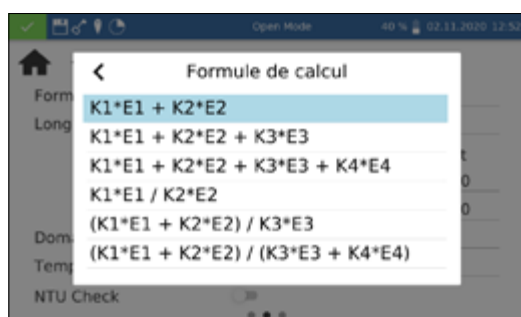 Open Mode
40 % 02.11.2020 12:52
Formule de calcul
Form
K1*E1 + K2*E2
Long
K1*E1 + K2*E2 + K3*E3
K1*E1 + K2*E2 + K3*E3 + K4*E4
t
K1*E1 / K2*E2
0
(K1*E1 + K2*E2) / K3*E3
0
Dom
(K1*E1 + K2*E2) / (K3*E3 + K4*E4)
Temp
NTU Check